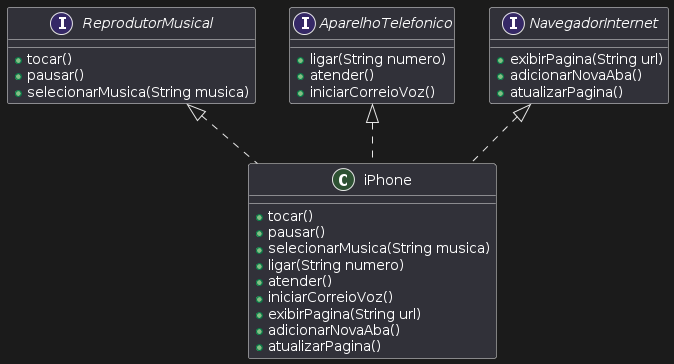 I ReprodutorMusical
tocar()
pausar()
selecionarMusica(String musica)
I AparelhoTelefonico
ligar(String numero)
atender()
iniciarCorreioVoz()
I NavegadorInternet
exibirPagina(String url)
adicionarNovaAba()
atualizarPagina()
C iPhone
tocar()
pausar()
selecionarMusica(String musica)
ligar(String numero)
atender()
iniciarCorreioVoz()
exibirPagina(String url)
adicionarNovaAba()
atualizarPagina()